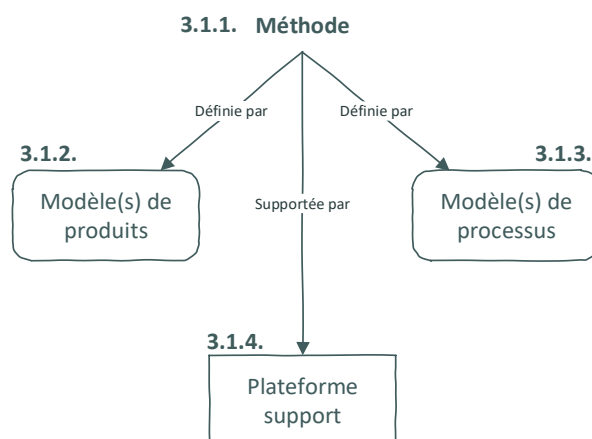 3.1.1. Méthode
Définie par
Définie par
3.1.2.
3.1.3.
Modèle(s) de
produits
Supportée par
Modèle(s) de
processus
3.1.4.
Plateforme
support